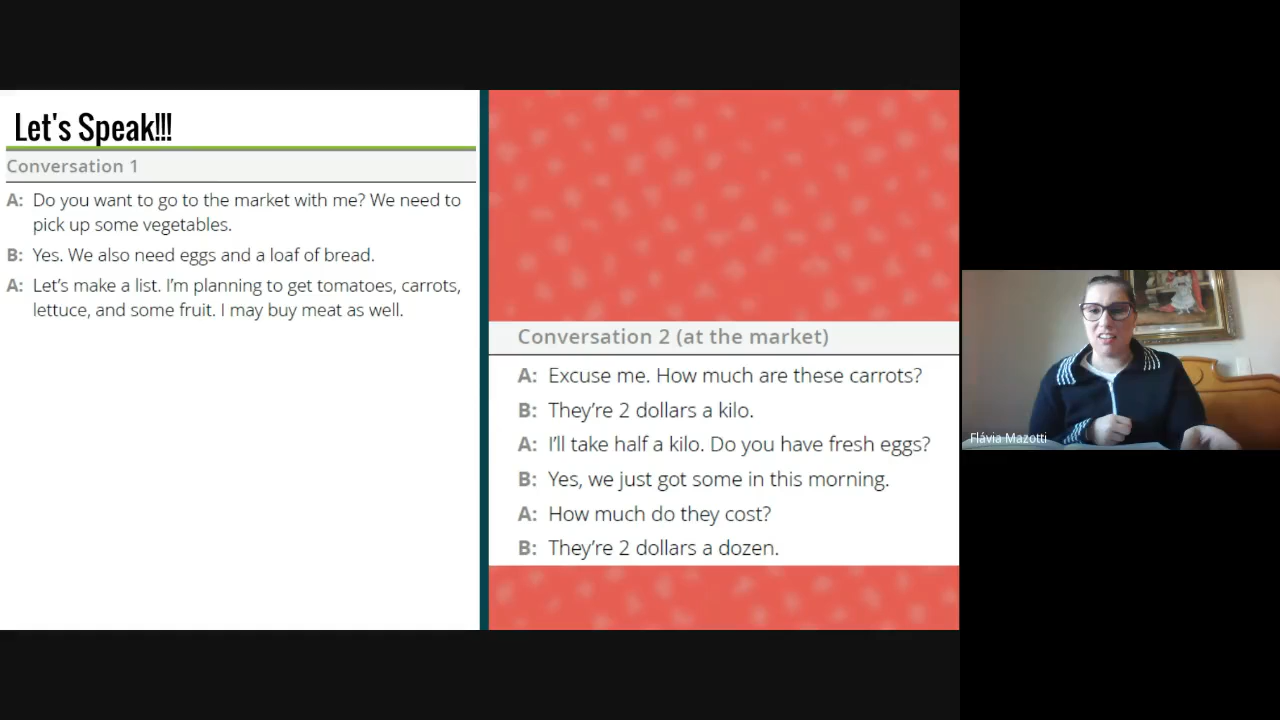 Let's Speak!!!
Conversation 1
A: Do you want to go to the market with me? We need to
pick up some vegetables.
B: Yes. We also need eggs and a loaf of bread.
A: Let’s make a list. I’m planning to get tomatoes, carrots,
lettuce, and some fruit. I may buy meat as well.
Conversation 2 (at the market)
A: Excuse me. How much are these carrots?
B: They’re 2 dollars a kilo.
A: I’ll take half a kilo. Do you have fresh eggs?
B: Yes, we just got some in this morning.
A: How much do they cost?
B: They’re 2 dollars a dozen.
Flávia Mazotti